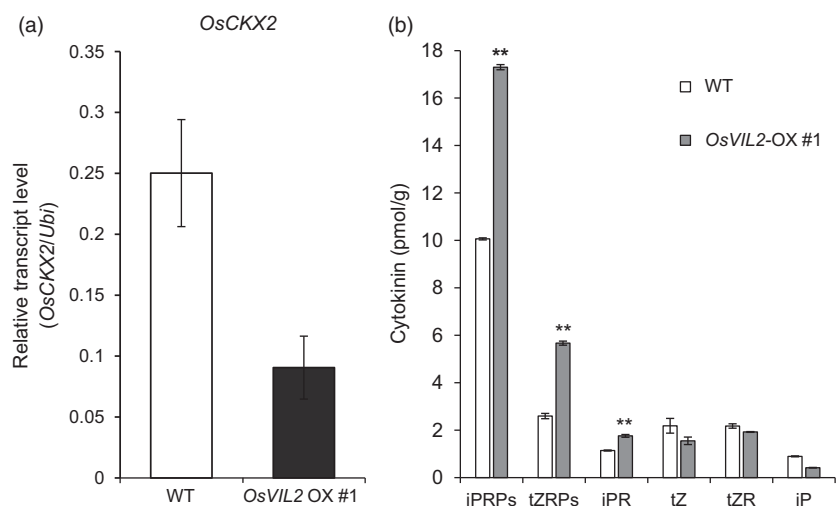 (a)
OsCKX2
Relative transcript level
(OsCKX2/Ubi)
0.35
0.3
0.25
0.2
0.15
0.1
0.05
0
WT
OsVIL2 OX #1
(b)
Cytokinin (pmol/g)
18
16
14
12
10
8
6
4
2
0
**
**
**
WT
OsVIL2-OX #1
iPRPs
tZRPs
iPR
tZ
tZR
iP